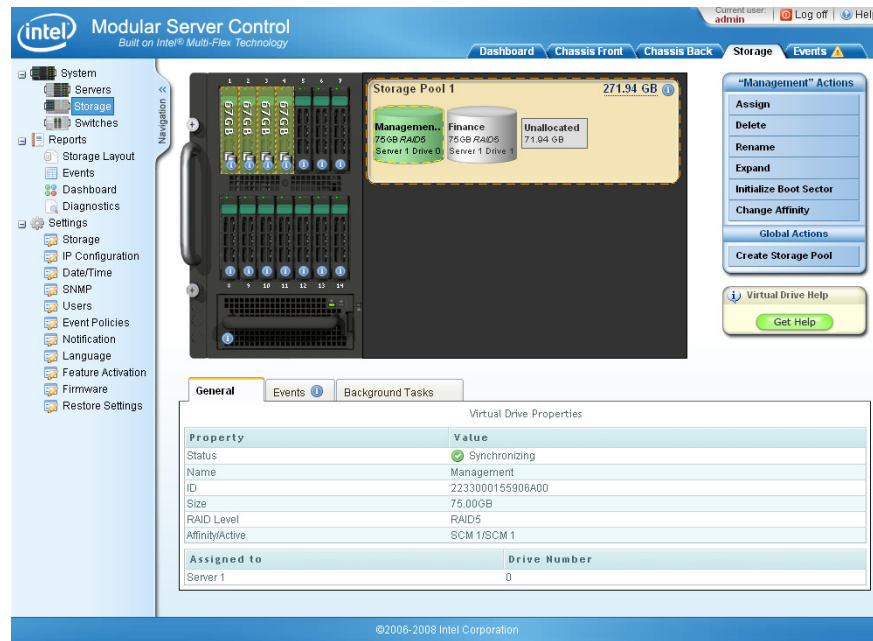 intel
Modular Server Control
Built on Intel® Multi-Flex Technology
Current user:
admin
Log off
Hel
Dashboard
Chassis Front
Chassis Back
Storage
Events
System
Servers
Storage
Switches
Reports
Storage Layout
Events
Dashboard
Diagnostics
Settings
Storage
IP Configuration
Date/Time
SNMP
Users
Event Policies
Notification
Language
Feature Activation
Firmware
Restore Settings
«
Navigation
1 2 3 4 5 6 7
67GB 67GB 67GB 67GB
8 9 10 11 12 13 14
Storage Pool 1
271.94 GB
Managemen..
75GB RAID5
Server 1 Drive 0
Finance
75GB RAID5
Server 1 Drive 1
Unallocated
71.94 GB
"Management" Actions
Assign
Delete
Rename
Expand
Initialize Boot Sector
Change Affinity
Global Actions
Create Storage Pool
Virtual Drive Help
Get Help
General
Events
Background Tasks
Virtual Drive Properties
Property Value
Status Synchronizing
Name Management
ID 2233000155906A00
Size 75.00GB
RAID Level RAID5
Affinity/Active SCM 1/SCM 1
Assigned to Drive Number
Server 1 0
©2006-2008 Intel Corporation